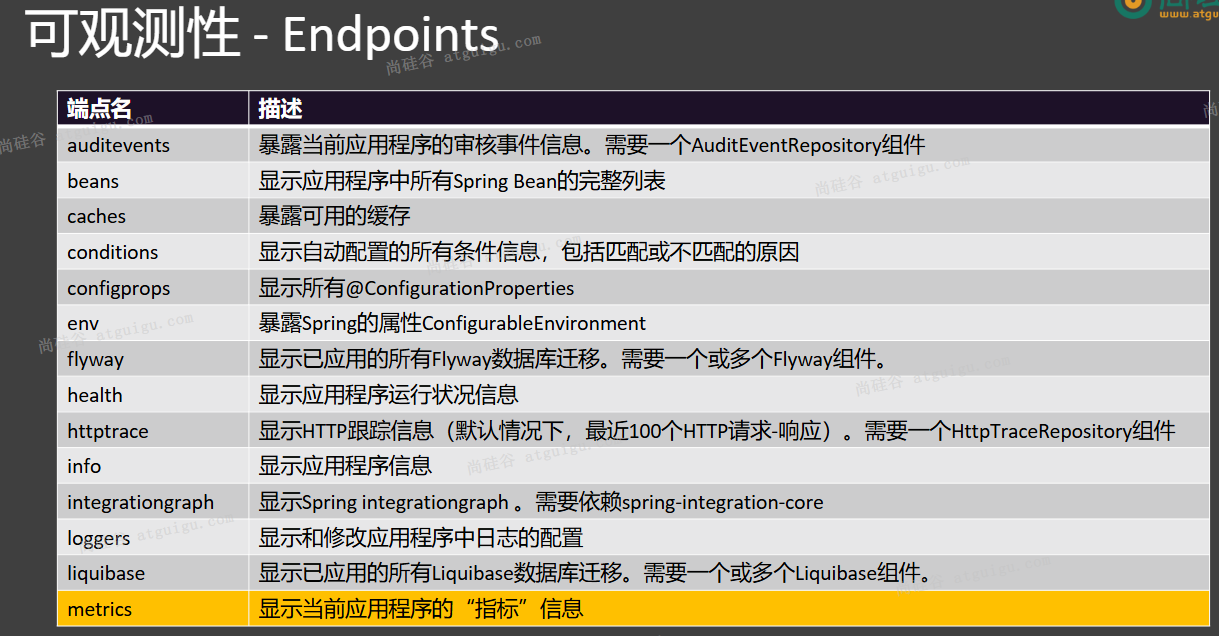 可观测性 - Endpoints
www.atgu
尚硅谷 atguigu.com
端点名 描述
auditevents 暴露当前应用程序的审核事件信息。需要一个AuditEventRepository组件
beans 显示应用程序中所有Spring Bean的完整列表
caches 暴露可用的缓存
conditions 显示自动配置的所有条件信息，包括匹配或不匹配的原因
configprops 显示所有@ConfigurationProperties
env 暴露Spring的属性ConfigurableEnvironment
flyway 显示已应用的所有Flyway数据库迁移。需要一个或多个Flyway组件。
health 显示应用程序运行状况信息
httptrace 显示HTTP跟踪信息（默认情况下，最近100个HTTP请求-响应）。需要一个HttpTraceRepository组件
info 显示应用程序信息
integrationgraph 显示Spring integrationgraph 。需要依赖spring-integration-core
loggers 显示和修改应用程序中日志的配置
liquibase 显示已应用的所有Liquibase数据库迁移。需要一个或多个Liquibase组件。
metrics 显示当前应用程序的“指标”信息